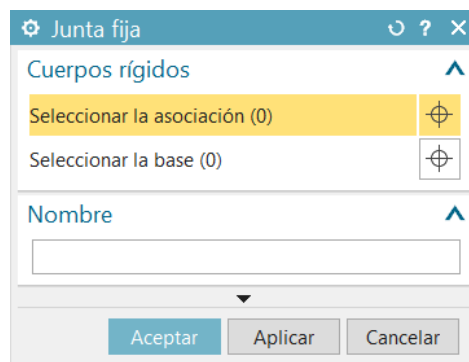 Junta fija
?
Cuerpos rígidos
Seleccionar la asociación (0)
Seleccionar la base (0)
Nombre
Aceptar Aplicar Cancelar